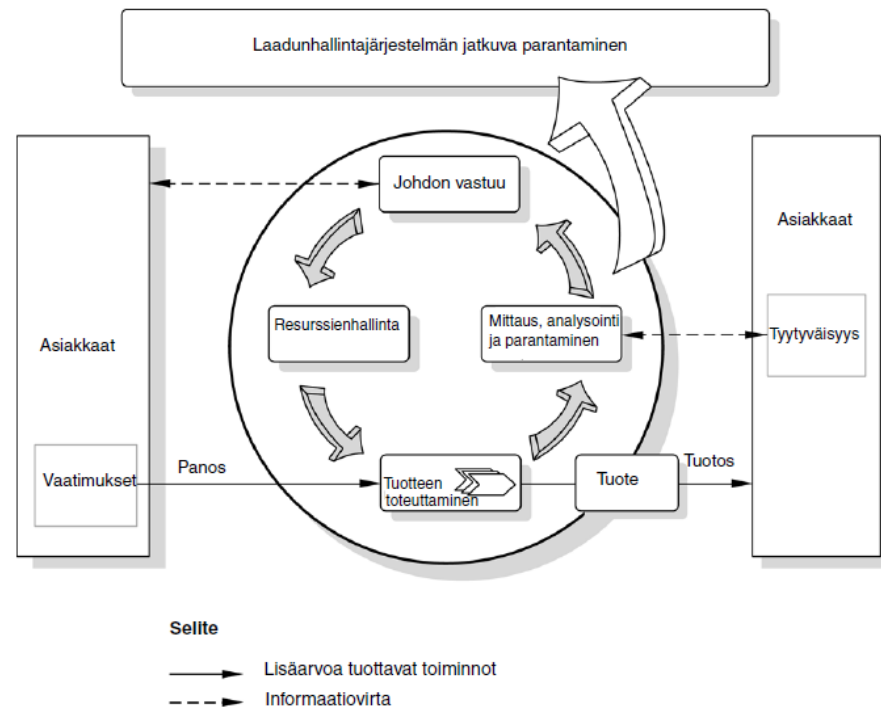 Laadunhallintajärjestelmän jatkuva parantaminen
Johdon vastuu
Asiakkaat
Resurssienhallinta
Mittaus, analysointi
ja parantaminen
Tyytyväisyys
Asiakkaat
Vaatimukset
Panos
Tuotteen
toteuttaminen
Tuote
Tuotos
Selite
Lisäarvoa tuottavat toiminnot
Informaatiovirta